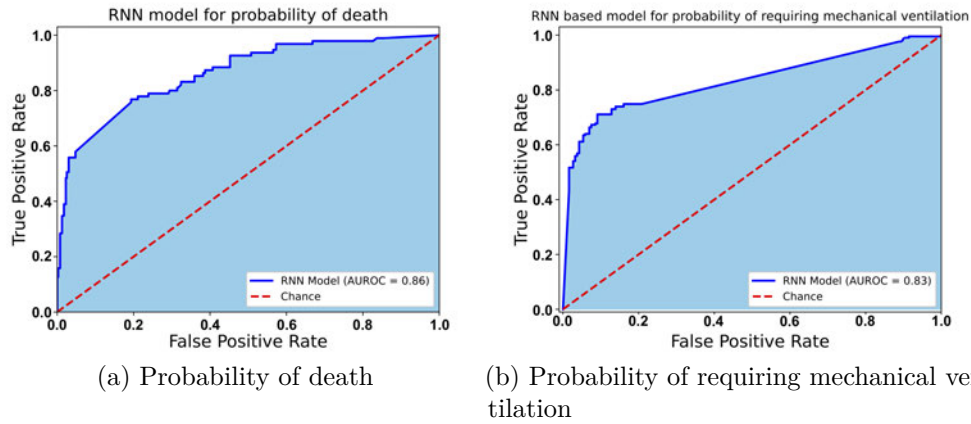 RNN model for probability of death
1.0
0.8
0.6
0.4
0.2
0.0
True Positive Rate
RNN Model (AUROC = 0.86)
Chance
0.0 0.2 0.4 0.6 0.8 1.0
False Positive Rate
(a) Probability of death
RNN based model for probability of requiring mechanical ventilation
1.0
0.8
0.6
0.4
0.2
0.0
True Positive Rate
RNN Model (AUROC = 0.83)
Chance
0.0 0.2 0.4 0.6 0.8 1.0
False Positive Rate
(b) Probability of requiring mechanical ve
tilation